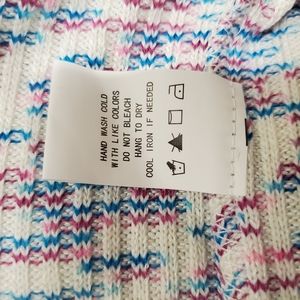 HAND WASH COLD
WITH LIKE COLORS
DO NOT BLEACH
HANG TO DRY
COOL IRON IF NEEDED